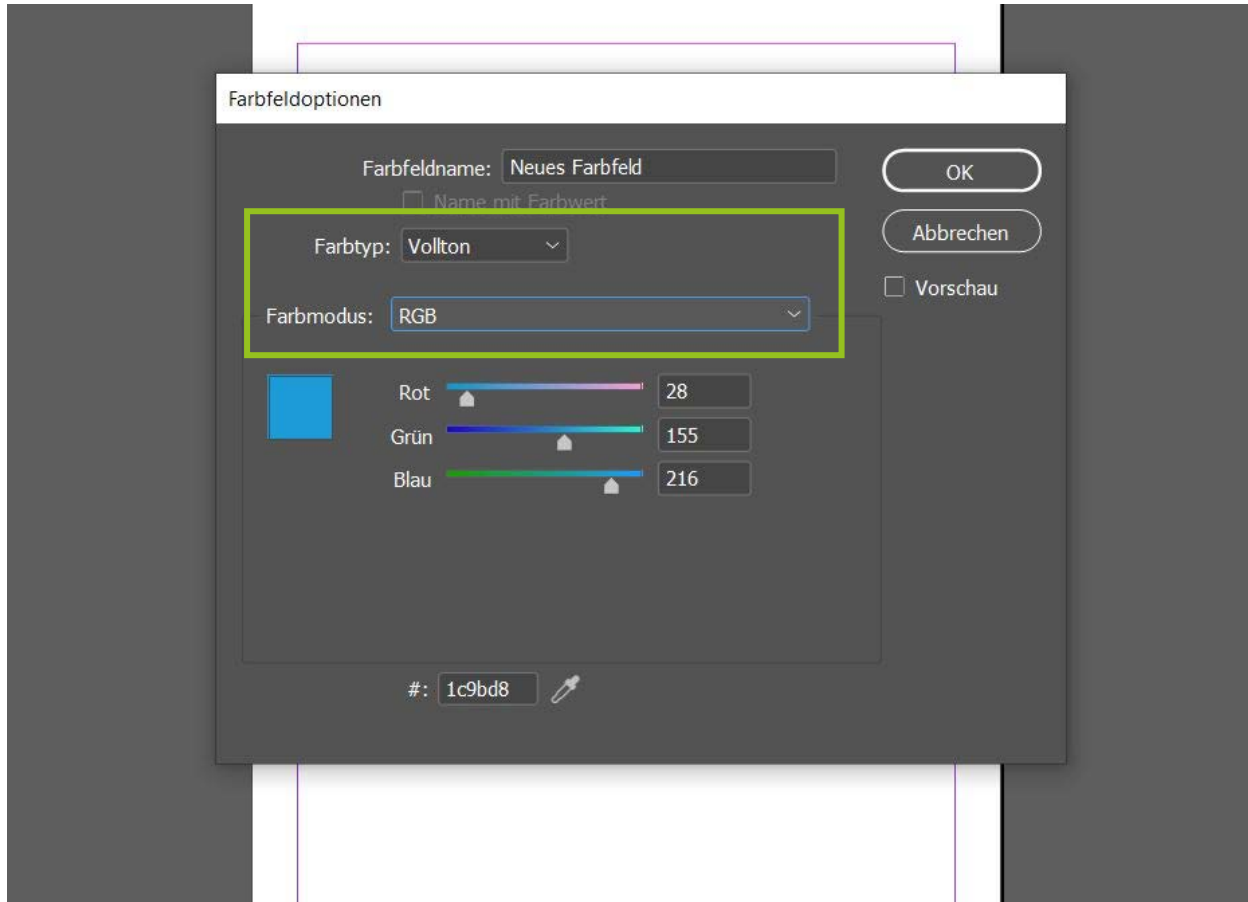 Farbfeldoptionen
Farbfeldname: Neues Farbfeld
OK
Name mit Farbwert
Farbtyp: Vollton
Abbrechen
Vorschau
Farbmodus: RGB
Rot 28
Grün 155
Blau 216
#: 1c9bd8